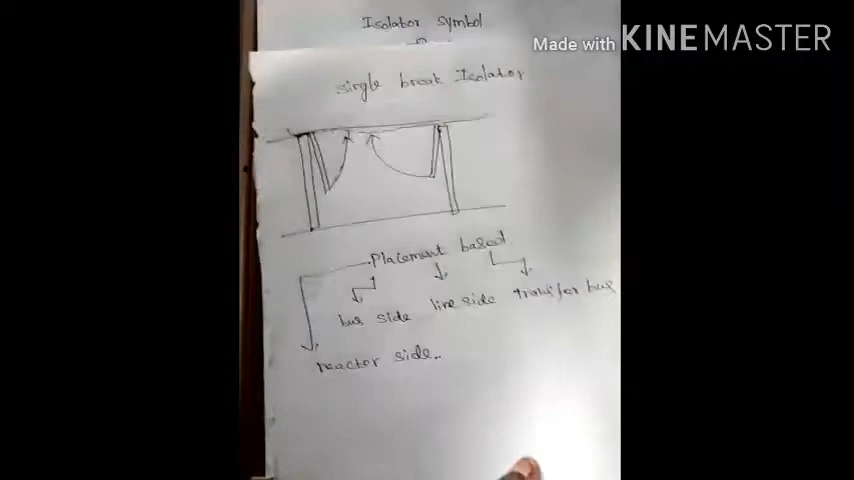 Isolator symbol
Made with KINEMASTER
single break Isolator
Placement based
bus side line side transfer bus
reactor side.